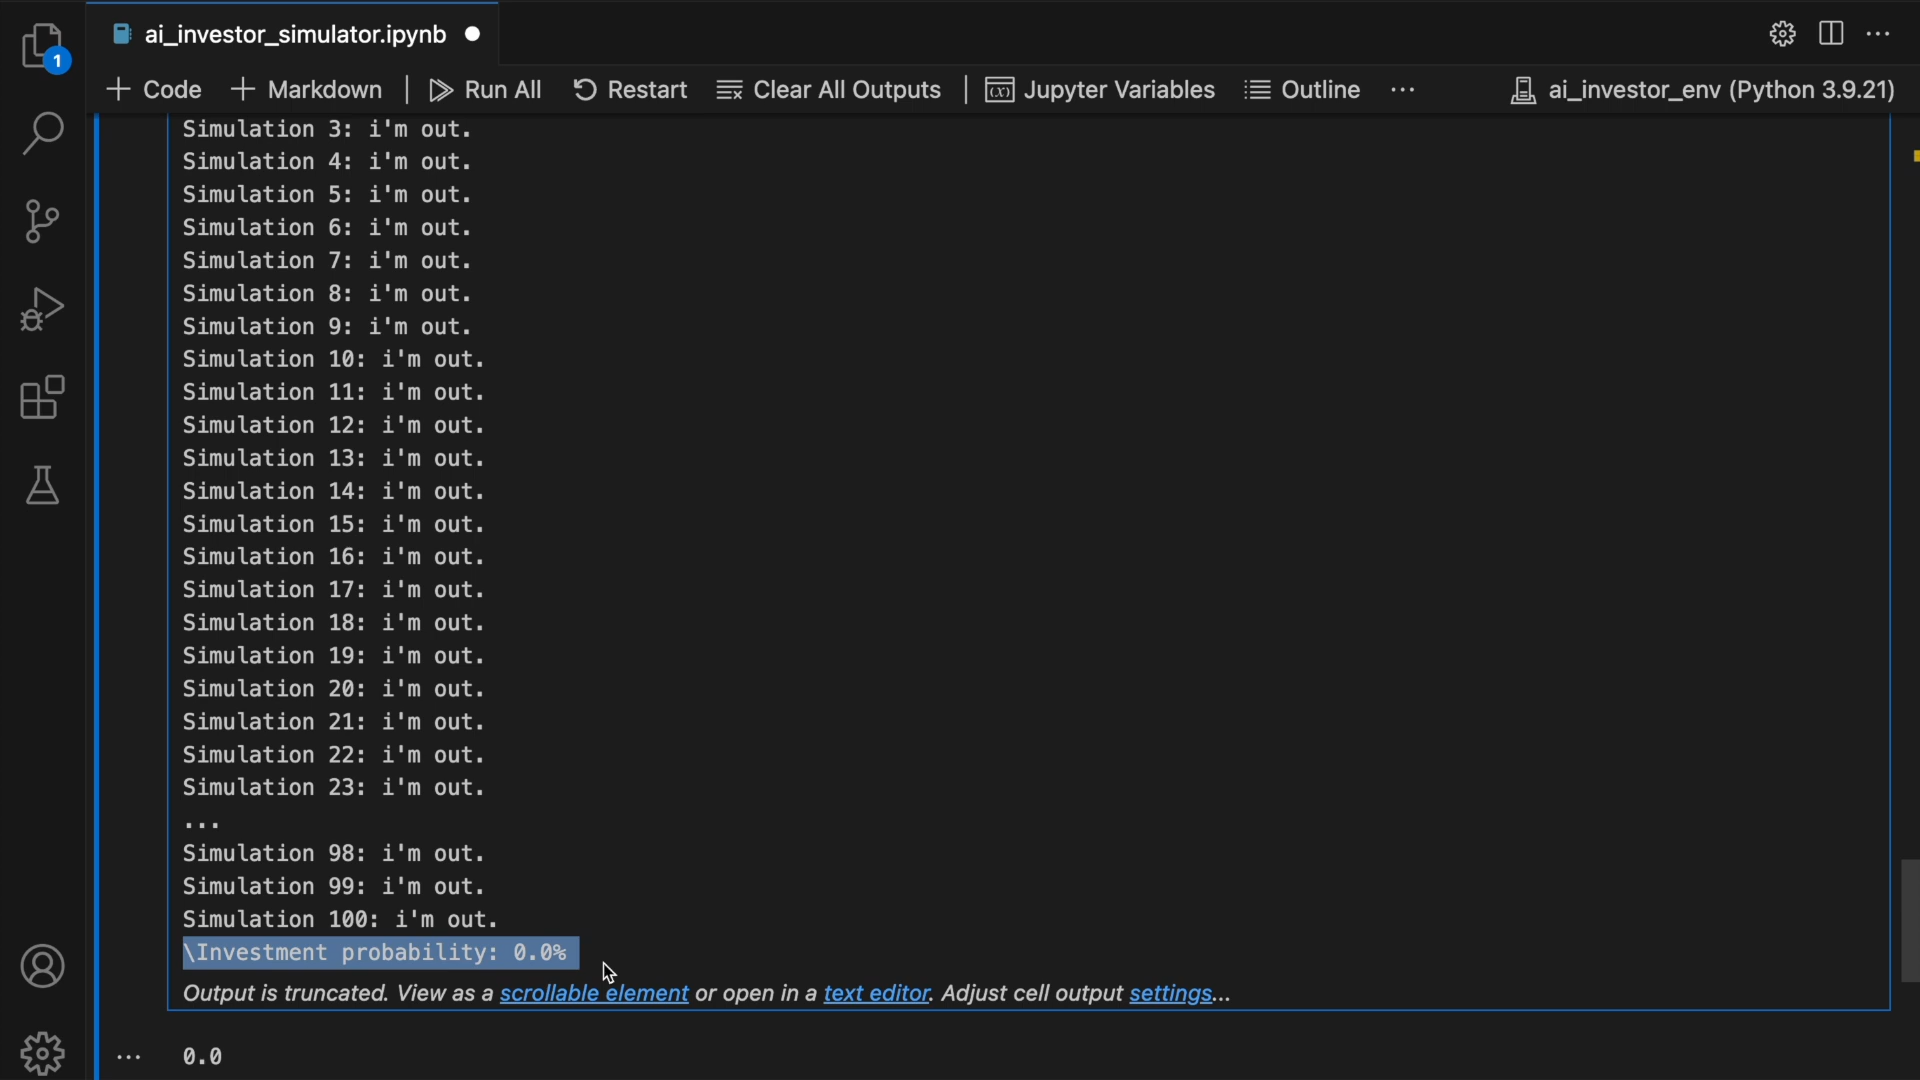 ai_investor_simulator.ipynb
1
Code Markdown Run All Restart Clear All Outputs Jupyter Variables Outline ... ai_investor_env (Python 3.9.21)
Simulation 3: i'm out.
Simulation 4: i'm out.
Simulation 5: i'm out.
Simulation 6: i'm out.
Simulation 7: i'm out.
Simulation 8: i'm out.
Simulation 9: i'm out.
Simulation 10: i'm out.
Simulation 11: i'm out.
Simulation 12: i'm out.
Simulation 13: i'm out.
Simulation 14: i'm out.
Simulation 15: i'm out.
Simulation 16: i'm out.
Simulation 17: i'm out.
Simulation 18: i'm out.
Simulation 19: i'm out.
Simulation 20: i'm out.
Simulation 21: i'm out.
Simulation 22: i'm out.
Simulation 23: i'm out.
...
Simulation 98: i'm out.
Simulation 99: i'm out.
Simulation 100: i'm out.
\Investment probability: 0.0%
Output is truncated. View as a scrollable element or open in a text editor. Adjust cell output settings...
... 0.0